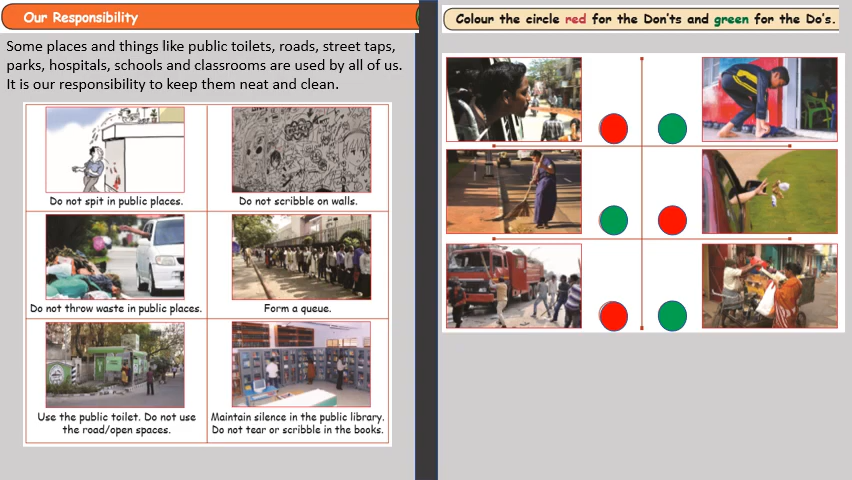 Our Responsibility
Some places and things like public toilets, roads, street taps,
parks, hospitals, schools and classrooms are used by all of us.
It is our responsibility to keep them neat and clean.
Do not spit in public places.
Do not scribble on walls.
Do not throw waste in public places.
Form a queue.
Use the public toilet. Do not use
the road/open spaces.
Maintain silence in the public library.
Do not tear or scribble in the books.
Colour the circle red for the Don'ts and green for the Do's.